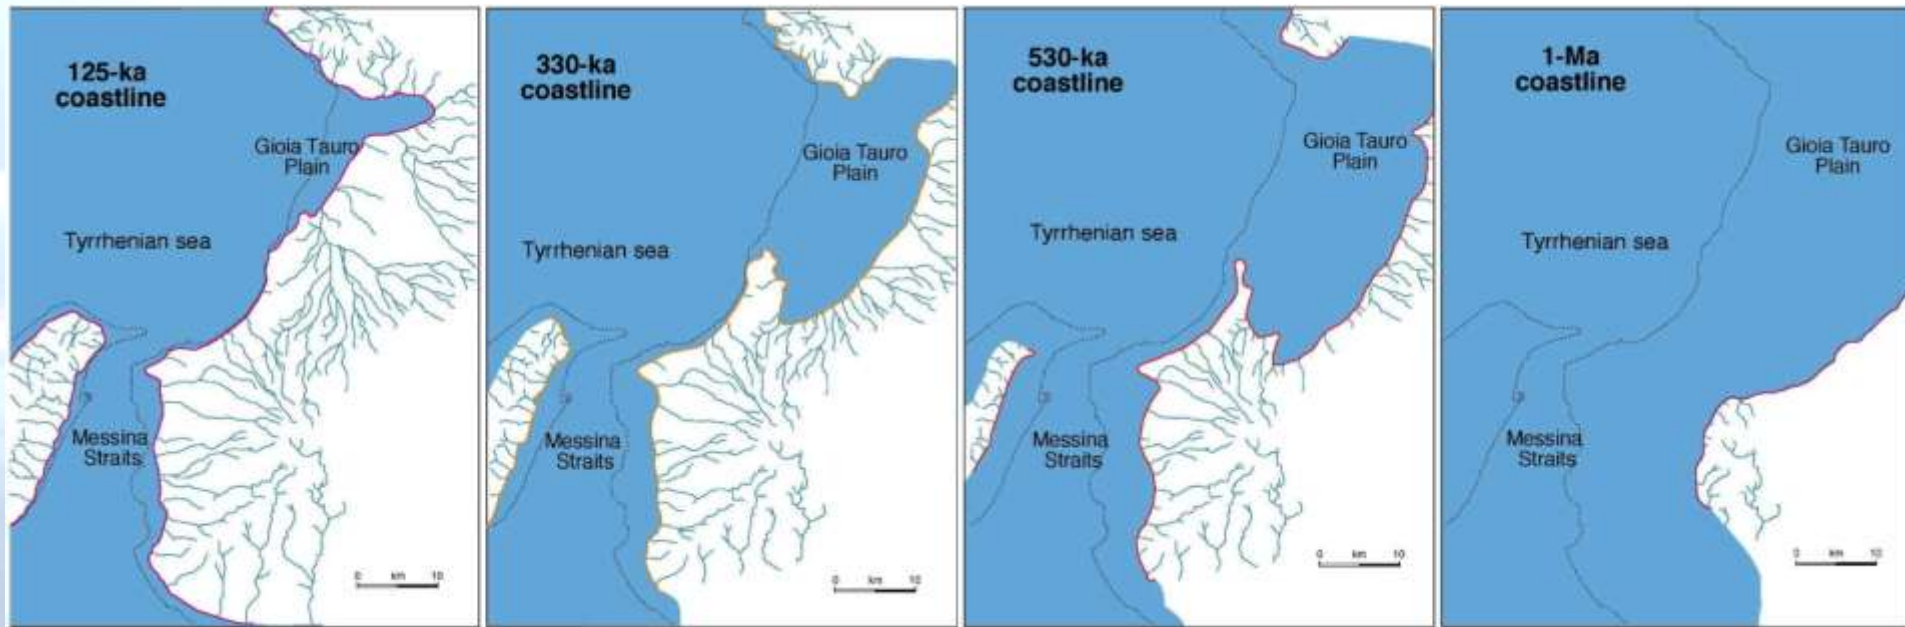 125-ka
coastline
Gioia Tauro
Plain
Tyrrhenian sea
Messina
Straits
0 km 10
330-ka
coastline
Gioia Tauro
Plain
Tyrrhenian sea
Messina
Straits
0 km 10
530-ka
coastline
Gioia Tauro
Plain
Tyrrhenian sea
Messina
Straits
0 km 10
1-Ma
coastline
Gioia Tauro
Plain
Tyrrhenian sea
Messina
Straits
0 km 10